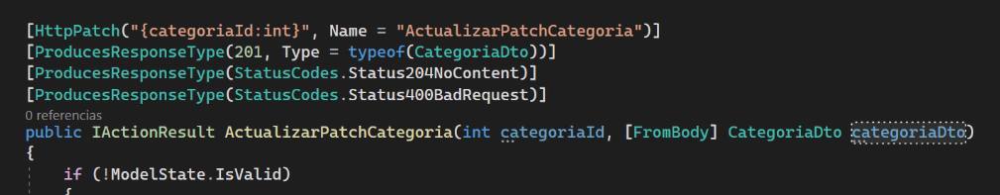 [HttpPatch("{categoriaId:int}", Name = "ActualizarPatchCategoria")]
[ProducesResponseType(201, Type = typeof(CategoriaDto))]
[ProducesResponseType(StatusCodes.Status204NoContent)]
[ProducesResponseType(StatusCodes.Status400BadRequest)]
0 referencias
public IActionResult ActualizarPatchCategoria(int categoriaId, [FromBody] CategoriaDto categoriaDto)
{
if (!ModelState.IsValid)
{